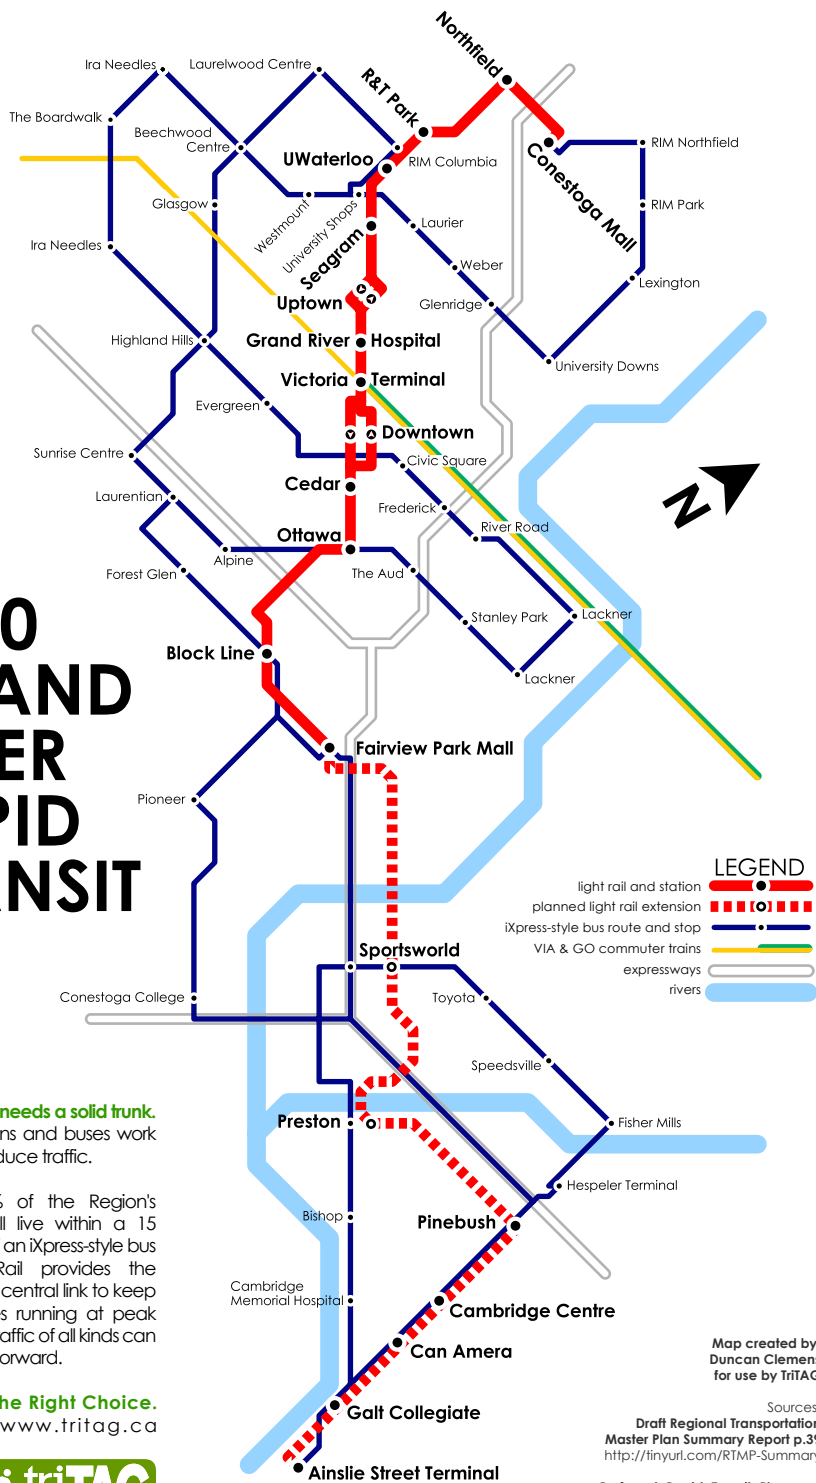 Northfield
Ira Needles
Laurelwood Centre
R&T Park
The Boardwalk
Beechwood
Centre
UWaterloo
RIM Columbia
RIM Northfield
Conestoga Mall
Glasgow
Westmount
University Shops
RIM Park
Seagram
Laurier
Ira Needles
Weber
Lexington
Uptown
Glenridge
Highland Hills
Grand River
Hospital
University Downs
Victoria
Terminal
Evergreen
Downtown
Sunrise Centre
Civic Square
Cedar
Laurentian
Frederick
N
River Road
Ottawa
Alpine
Forest Glen
The Aud
Stanley Park
Lackner
Block Line
Lackner
0
AND
ER
PID
ANSIT
Fairview Park Mall
Pioneer
LEGEND
light rail and station
planned light rail extension
iXpress-style bus route and stop
VIA & GO commuter trains
expressways
rivers
Sportsworld
Conestoga College
Toyota
Speedsville
needs a solid trunk.
ns and buses work
duce traffic.
Preston
Fisher Mills
% of the Region's
ll live within a 15
an iXpress-style bus
Rail provides the
central link to keep
s running at peak
affic of all kinds can
orward.
Hespeler Terminal
Bishop
Pinebush
Cambridge
Memorial Hospital
Cambridge Centre
Can Amera
Map created by
Duncan Clemens
for use by TriTAG
he Right Choice.
www.tritag.ca
Galt Collegiate
Sources
Draft Regional Transportation
Master Plan Summary Report p.39
http://tinyurl.com/RTMP-Summary
triTAG
Ainslie Street Terminal